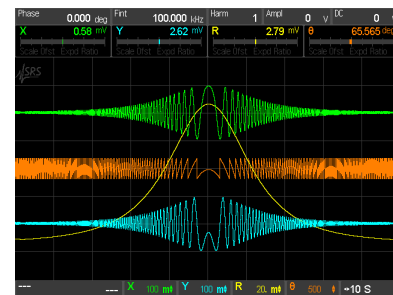 Phase 0.000 deg Fint 100.000 kHz Harm 1 Ampl 0 V DC 0
X 0.58 mV Y 2.62 mV R 2.79 mV θ 65.565 deg
Scale Ofst Expd Ratio Scale Ofst Expd Ratio Scale Ofst Expd Ratio Scale Ofst Expd Ratio
SRS
--- --- X 100 m Y 100 m R 20. m θ 500 10 S